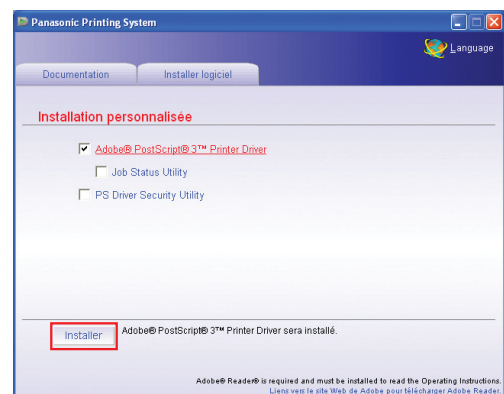 Panasonic Printing System
Language
Documentation Installer logiciel
Installation personnalisée
Adobe® PostScript® 3™ Printer Driver
Job Status Utility
PS Driver Security Utility
Installer Adobe® PostScript® 3™ Printer Driver sera installé.
Adobe® Reader® is required and must be installed to read the Operating Instructions.
Liens vers le site Web de Adobe pour télécharger Adobe Reader.